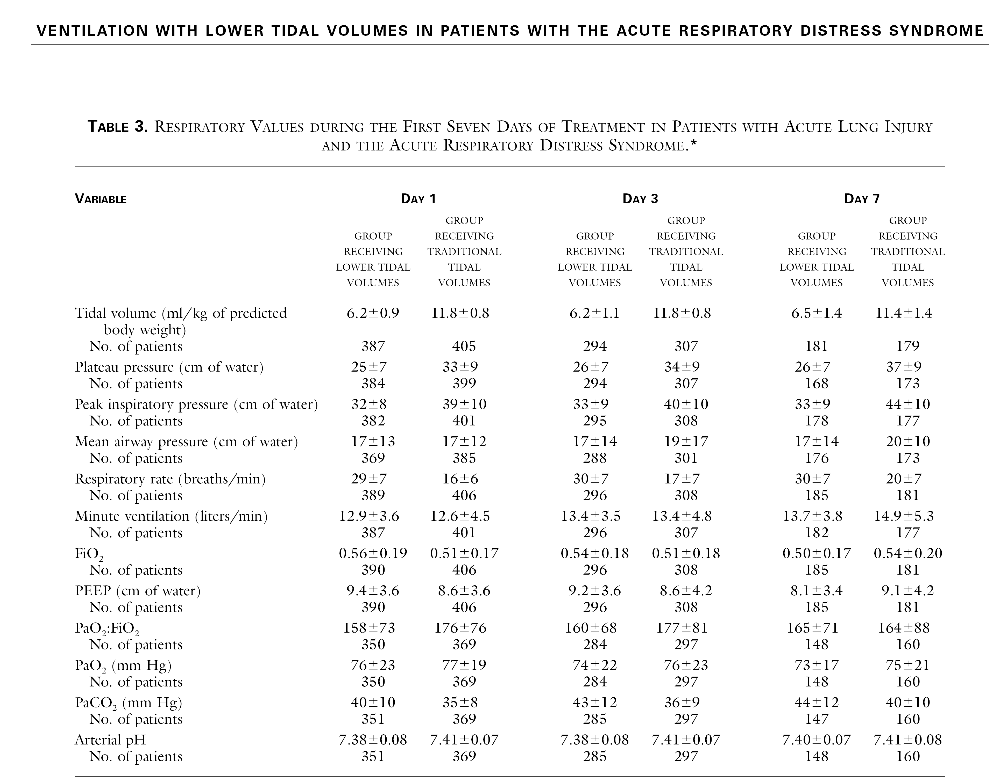 VENTILATION WITH LOWER TIDAL VOLUMES IN PATIENTS WITH THE ACUTE RESPIRATORY DISTRESS SYNDROME
TABLE 3. RESPIRATORY VALUES DURING THE FIRST SEVEN DAYS OF TREATMENT IN PATIENTS WITH ACUTE LUNG INJURY
AND THE ACUTE RESPIRATORY DISTRESS SYNDROME.*
VARIABLE DAY 1 DAY 3 DAY 7
GROUP RECEIVING LOWER TIDAL VOLUMES GROUP RECEIVING TRADITIONAL TIDAL VOLUMES GROUP RECEIVING LOWER TIDAL VOLUMES GROUP RECEIVING TRADITIONAL TIDAL VOLUMES GROUP RECEIVING LOWER TIDAL VOLUMES GROUP RECEIVING TRADITIONAL TIDAL VOLUMES
Tidal volume (ml/kg of predicted 6.2±0.9 11.8±0.8 6.2±1.1 11.8±0.8 6.5±1.4 11.4±1.4
body weight)
No. of patients 387 405 294 307 181 179
Plateau pressure (cm of water) 25±7 33±9 26±7 34±9 26±7 37±9
No. of patients 384 399 294 307 168 173
Peak inspiratory pressure (cm of water) 32±8 39±10 33±9 40±10 33±9 44±10
No. of patients 382 401 295 308 178 177
Mean airway pressure (cm of water) 17±13 17±12 17±14 19±17 17±14 20±10
No. of patients 369 385 288 301 176 173
Respiratory rate (breaths/min) 29±7 16±6 30±7 17±7 30±7 20±7
No. of patients 389 406 296 308 185 181
Minute ventilation (liters/min) 12.9±3.6 12.6±4.5 13.4±3.5 13.4±4.8 13.7±3.8 14.9±5.3
No. of patients 387 401 296 307 182 177
FiO₂ 0.56±0.19 0.51±0.17 0.54±0.18 0.51±0.18 0.50±0.17 0.54±0.20
No. of patients 390 406 296 308 185 181
PEEP (cm of water) 9.4±3.6 8.6±3.6 9.2±3.6 8.6±4.2 8.1±3.4 9.1±4.2
No. of patients 390 406 296 308 185 181
PaO₂:FiO₂ 158±73 176±76 160±68 177±81 165±71 164±88
No. of patients 350 369 284 297 148 160
PaO₂ (mm Hg) 76±23 77±19 74±22 76±23 73±17 75±21
No. of patients 350 369 284 297 148 160
PaCO₂ (mm Hg) 40±10 35±8 43±12 36±9 44±12 40±10
No. of patients 351 369 285 297 147 160
Arterial pH 7.38±0.08 7.41±0.07 7.38±0.08 7.41±0.07 7.40±0.07 7.41±0.08
No. of patients 351 369 285 297 148 160